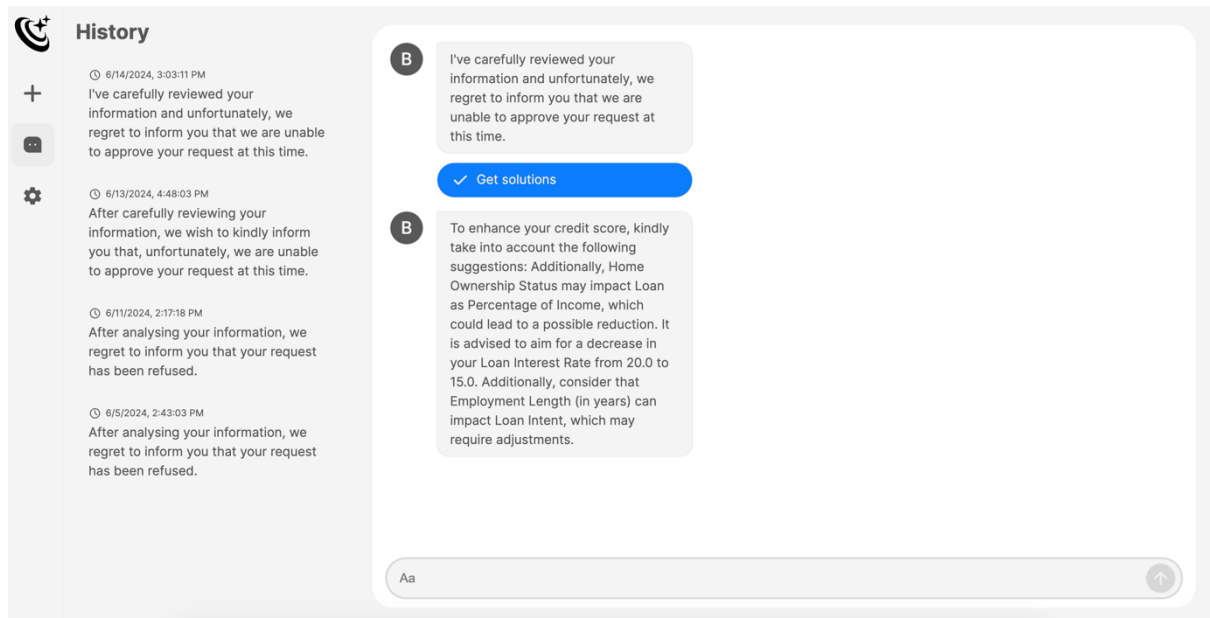 History
6/14/2024, 3:03:11 PM
I've carefully reviewed your
information and unfortunately, we
regret to inform you that we are unable
to approve your request at this time.
6/13/2024, 4:48:03 PM
After carefully reviewing your
information, we wish to kindly inform
you that, unfortunately, we are unable
to approve your request at this time.
6/11/2024, 2:17:18 PM
After analysing your information, we
regret to inform you that your request
has been refused.
6/5/2024, 2:43:03 PM
After analysing your information, we
regret to inform you that your request
has been refused.
B
I've carefully reviewed your
information and unfortunately, we
regret to inform you that we are
unable to approve your request at
this time.
Get solutions
B
To enhance your credit score, kindly
take into account the following
suggestions: Additionally, Home
Ownership Status may impact Loan
as Percentage of Income, which
could lead to a possible reduction. It
is advised to aim for a decrease in
your Loan Interest Rate from 20.0 to
15.0. Additionally, consider that
Employment Length (in years) can
impact Loan Intent, which may
require adjustments.
Aa